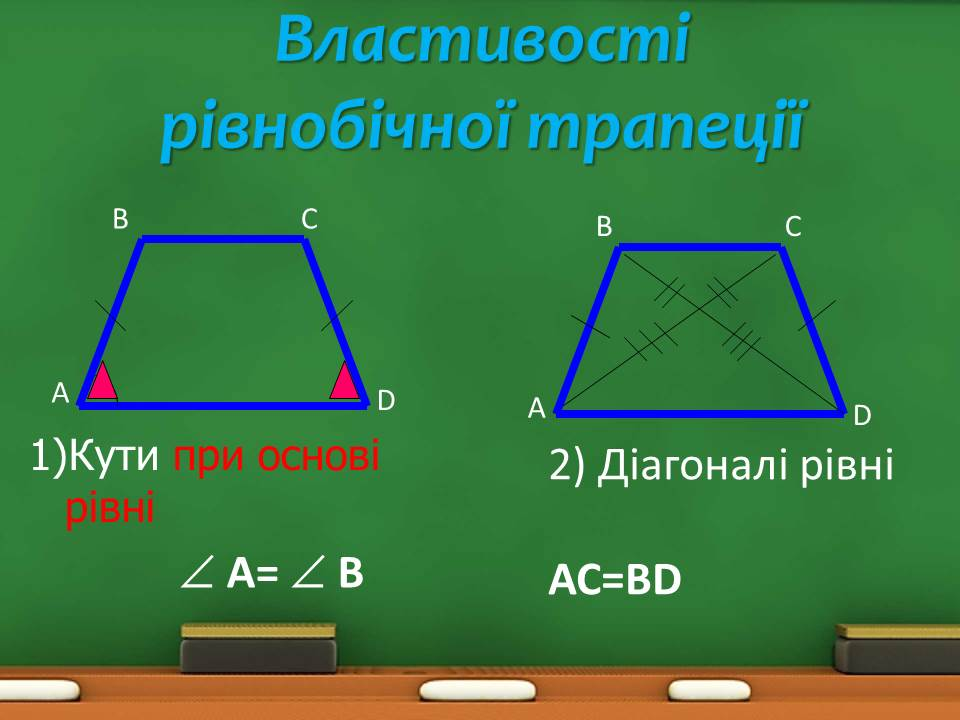 Властивості
рівнобічної трапеції
B C
A D
B C
A D
1)Кути при основі
рівні
∠ A= ∠ B
2) Діагоналі рівні
AC=BD